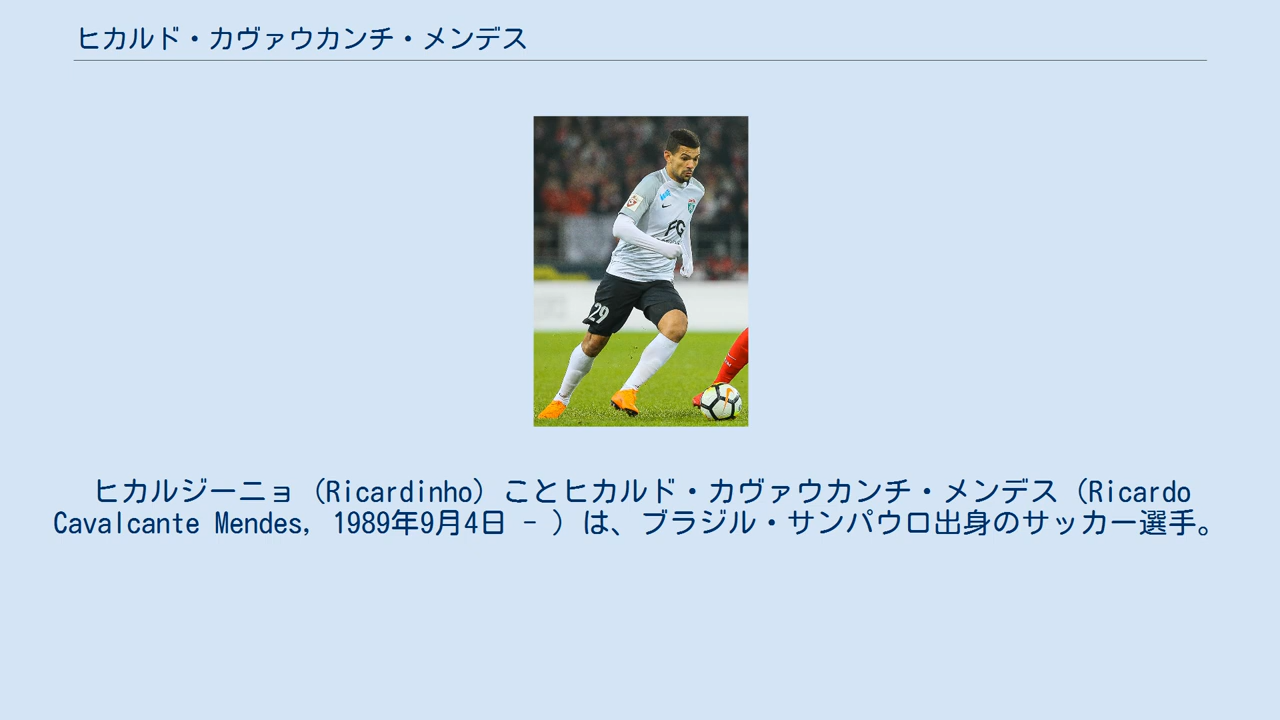 ヒカルド・カヴァウカンチ・メンデス
FG
29
ヒカルジーニョ（Ricardinho）ことヒカルド・カヴァウカンチ・メンデス（Ricardo
Cavalcante Mendes, 1989年9月4日 - ）は、ブラジル・サンパウロ出身のサッカー選手。